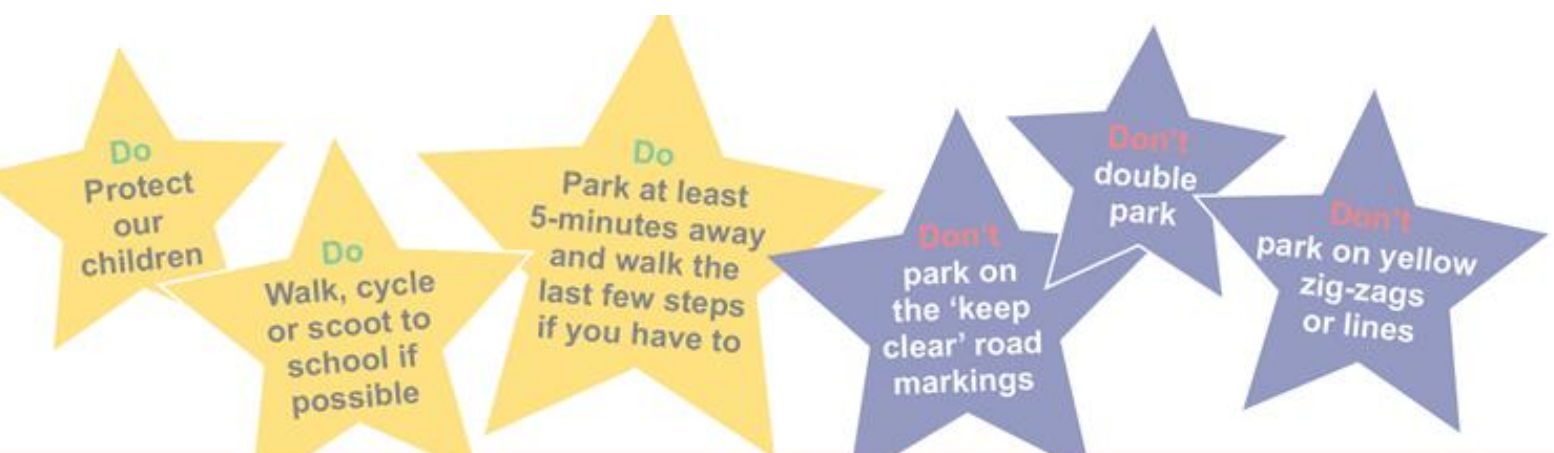 Do
Protect
our
children
Do
Walk, cycle
or scoot to
school if
possible
Do
Park at least
5-minutes away
and walk the
last few steps
if you have to
Don't
park on
the ‘keep
clear’ road
markings
Don't
double
park
Don't
park on yellow
zig-zags
or lines